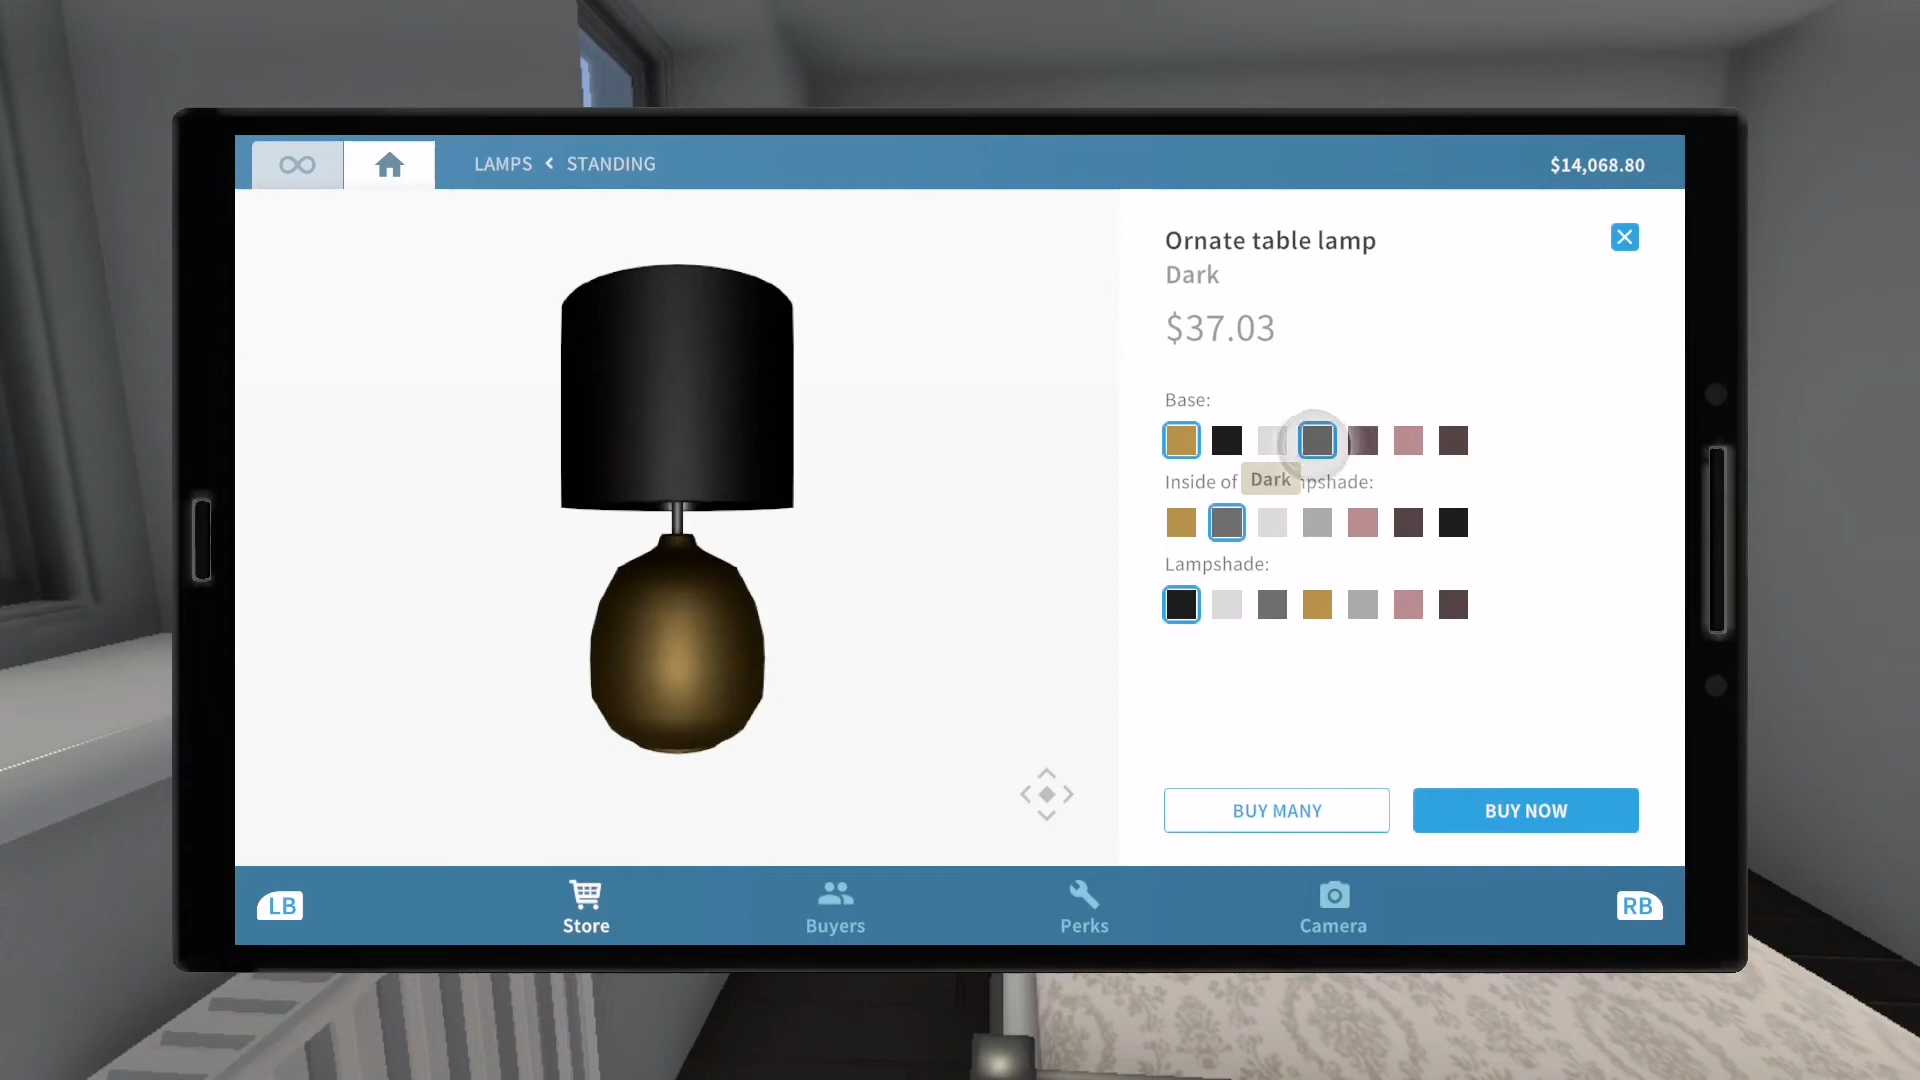 LAMPS < STANDING
$14,068.80
Ornate table lamp
Dark
$37.03
Base:
Dark
Inside of mpshade:
Lampshade:
BUY MANY
BUY NOW
LB
Store
Buyers
Perks
Camera
RB